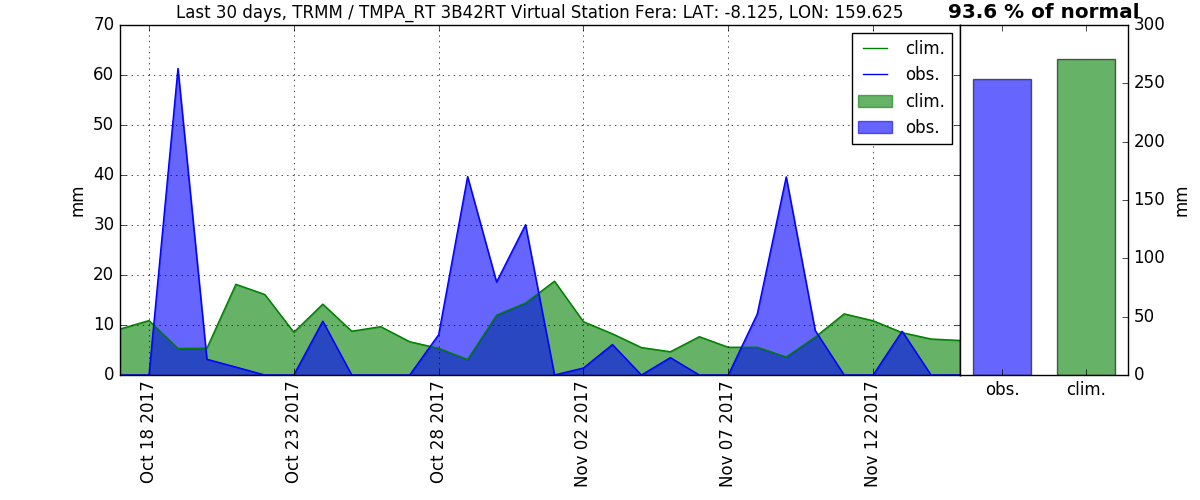 Last 30 days, TRMM / TMPA_RT 3B42RT Virtual Station Fera: LAT: -8.125, LON: 159.625
93.6 % of normal
70
60
50
40
30
20
10
0
mm
clim.
obs.
clim.
obs.
Oct 18 2017
Oct 23 2017
Oct 28 2017
Nov 02 2017
Nov 07 2017
Nov 12 2017
300
250
200
150
100
50
0
mm
obs.
clim.